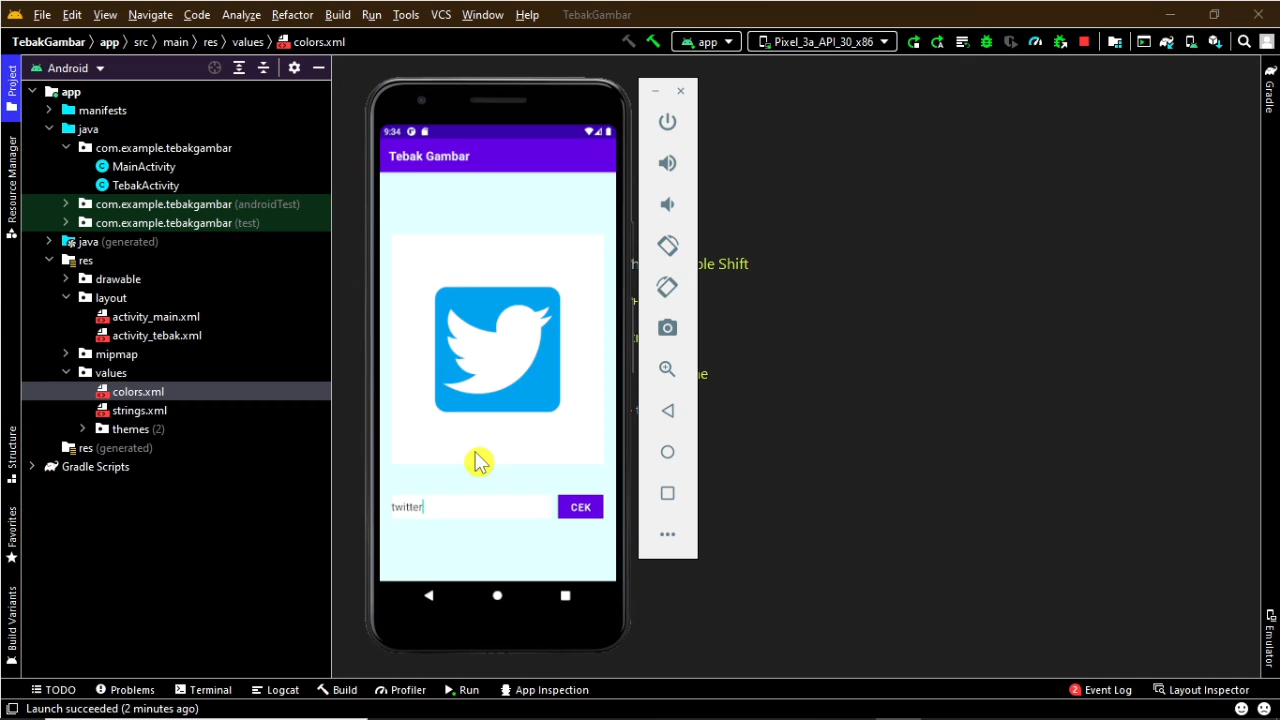 File Edit View Navigate Code Analyze Refactor Build Run Tools VCS Window Help TebakGambar
TebakGambar app src main res values colors.xml app Pixel_3a_API_30_x86
Project
Android
app
manifests
java
com.example.tebakgambar
MainActivity
TebakActivity
com.example.tebakgambar (androidTest)
com.example.tebakgambar (test)
java (generated)
res
drawable
layout
activity_main.xml
activity_tebak.xml
mipmap
values
colors.xml
strings.xml
themes (2)
res (generated)
Gradle Scripts
Resource Manager
Structure
Favorites
Build Variants
9:34
Tebak Gambar
twitter
CEK
ple Shift
Gradle
Emulator
TODO Problems Terminal Logcat Build Profiler Run App Inspection 2 Event Log Layout Inspector
Launch succeeded (2 minutes ago)